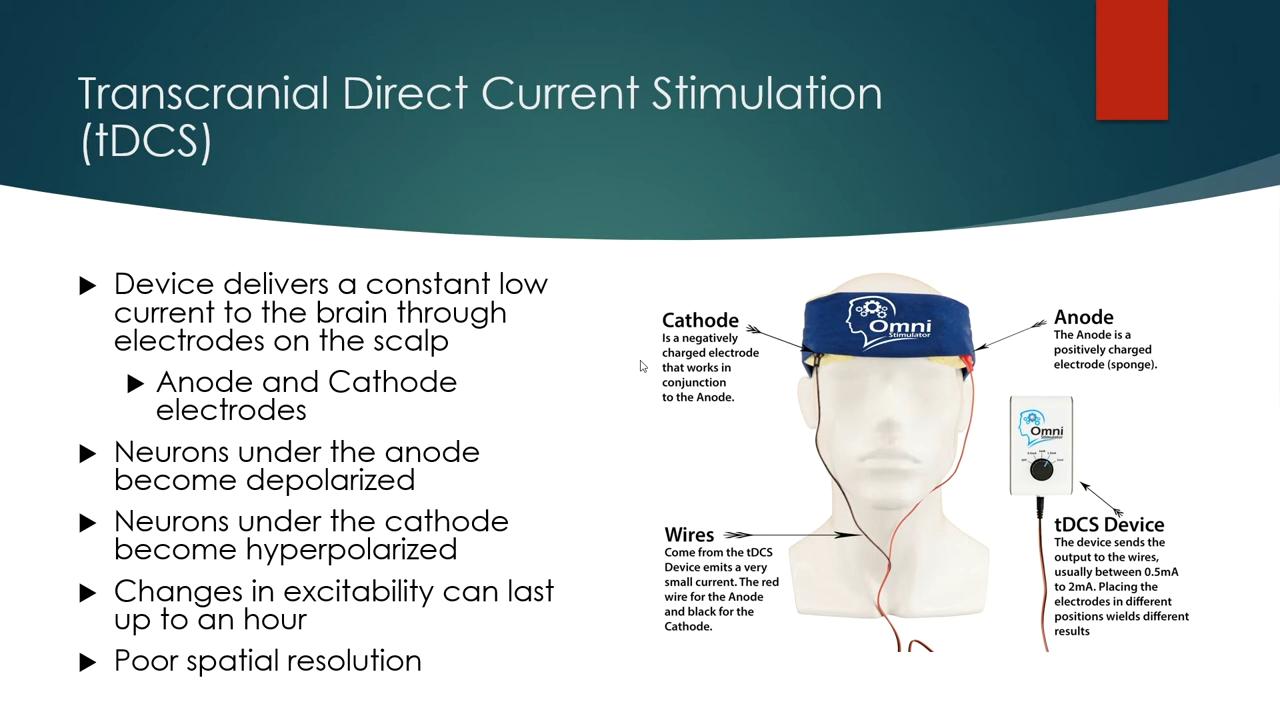 Transcranial Direct Current Stimulation
(tDCS)
Device delivers a constant low
current to the brain through
electrodes on the scalp
Anode and Cathode
electrodes
Neurons under the anode
become depolarized
Neurons under the cathode
become hyperpolarized
Changes in excitability can last
up to an hour
Poor spatial resolution
Cathode
Is a negatively
charged electrode
that works in
conjunction
to the Anode.
Omni
Stimulator
Anode
The Anode is a
positively charged
electrode (sponge).
Omni
Stimulator
Wires
Come from the tDCS
Device emits a very
small current. The red
wire for the Anode
and black for the
Cathode.
tDCS Device
The device sends the
output to the wires,
usually between 0.5mA
to 2mA. Placing the
electrodes in different
positions wields different
results